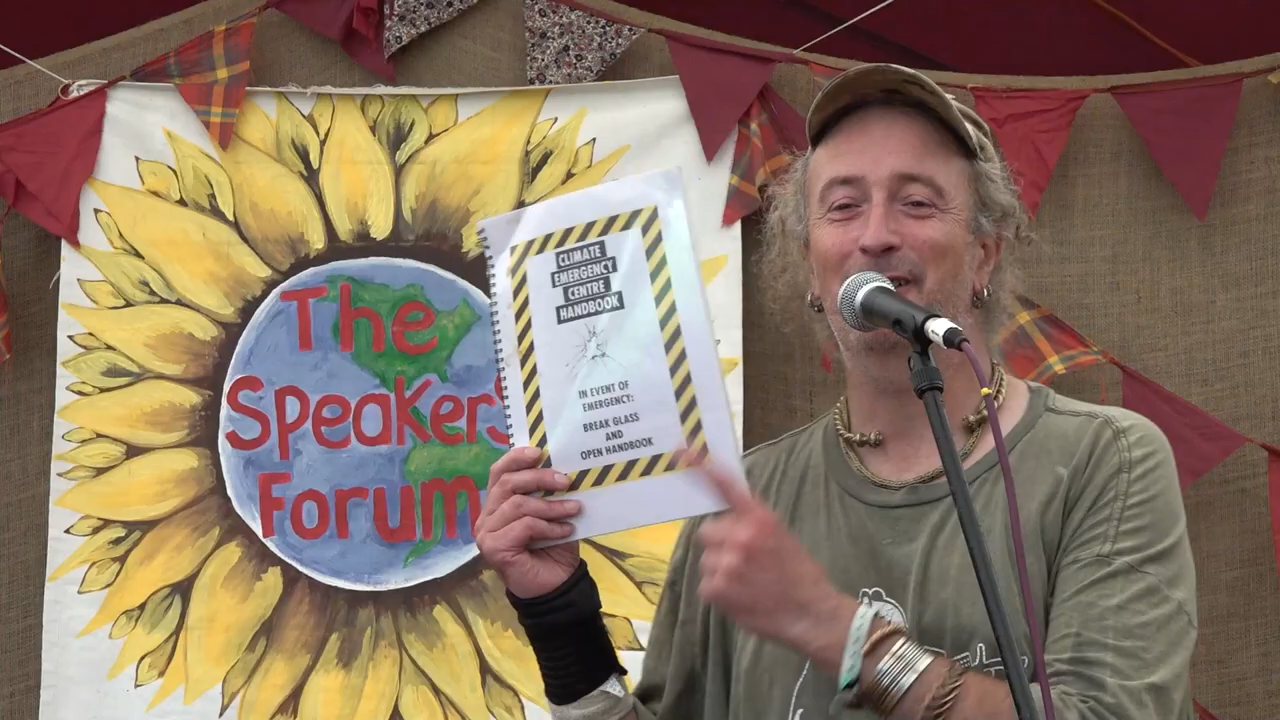 The
Speakers
Forum
CLIMATE
EMERGENCY
CENTRE
HANDBOOK
IN EVENT OF
EMERGENCY:
BREAK GLASS
AND
OPEN HANDBOOK